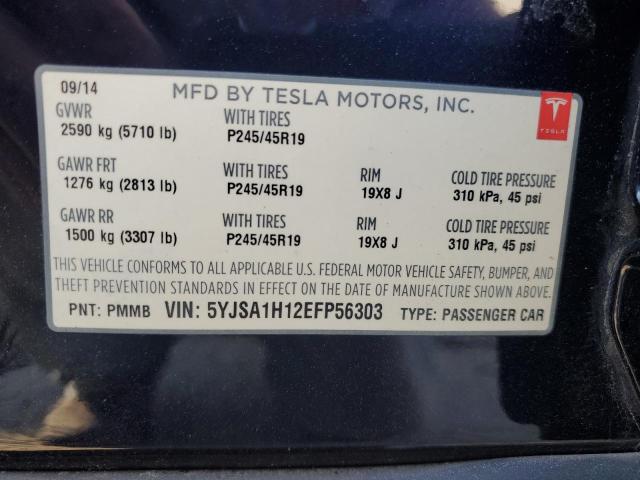 09/14 MFD BY TESLA MOTORS, INC.
TESLA
GVWR WITH TIRES
2590 kg (5710 lb) P245/45R19
GAWR FRT WITH TIRES RIM COLD TIRE PRESSURE
1276 kg (2813 lb) P245/45R19 19X8 J 310 kPa, 45 psi
GAWR RR WITH TIRES RIM COLD TIRE PRESSURE
1500 kg (3307 lb) P245/45R19 19X8 J 310 kPa, 45 psi
THIS VEHICLE CONFORMS TO ALL APPLICABLE U.S. FEDERAL MOTOR VEHICLE SAFETY, BUMPER, AND
THEFT PREVENTION STANDARDS IN EFFECT ON THE DATE OF MANUFACTURE SHOWN ABOVE.
PNT: PMMB VIN: 5YJSA1H12EFP56303 TYPE: PASSENGER CAR